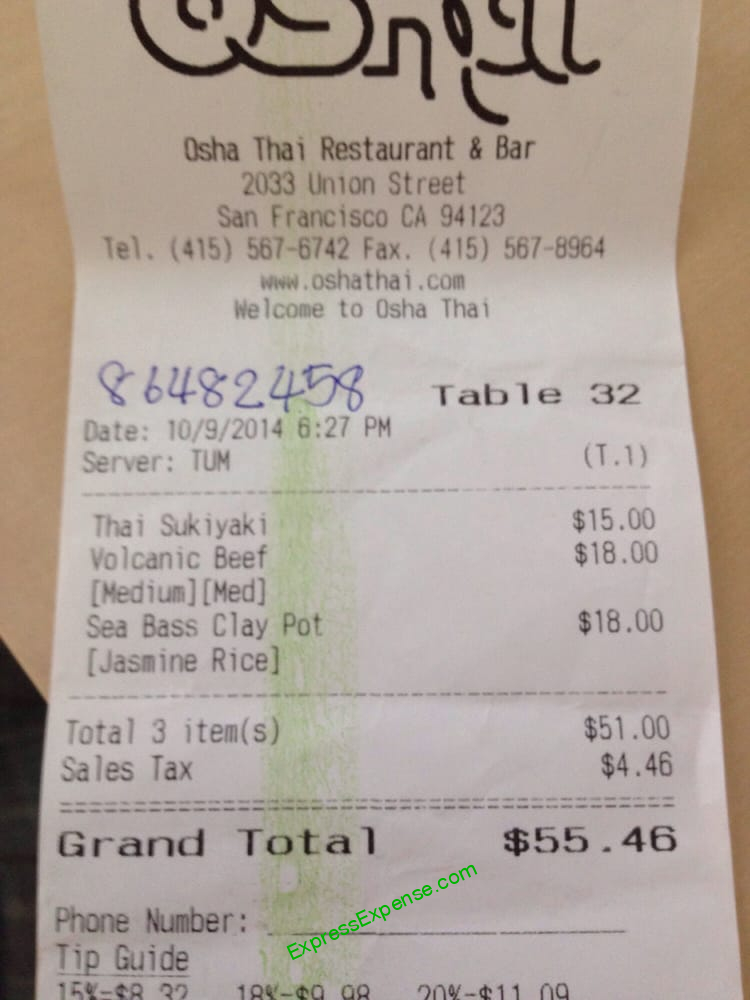 Osha
Osha Thai Restaurant & Bar
2033 Union Street
San Francisco CA 94123
Tel. (415) 567-6742 Fax. (415) 567-8964
www.oshathai.com
Welcome to Osha Thai
86482458 Table 32
Date: 10/9/2014 6:27 PM
Server: TUM (T.1)
Thai Sukiyaki $15.00
Volcanic Beef $18.00
[Medium][Med]
Sea Bass Clay Pot $18.00
[Jasmine Rice]
Total 3 item(s) $51.00
Sales Tax $4.46
Grand Total $55.46
Phone Number:
ExpressExpense.com
Tip Guide
15%-$8.32 18%-$9.98 20%-$11.09